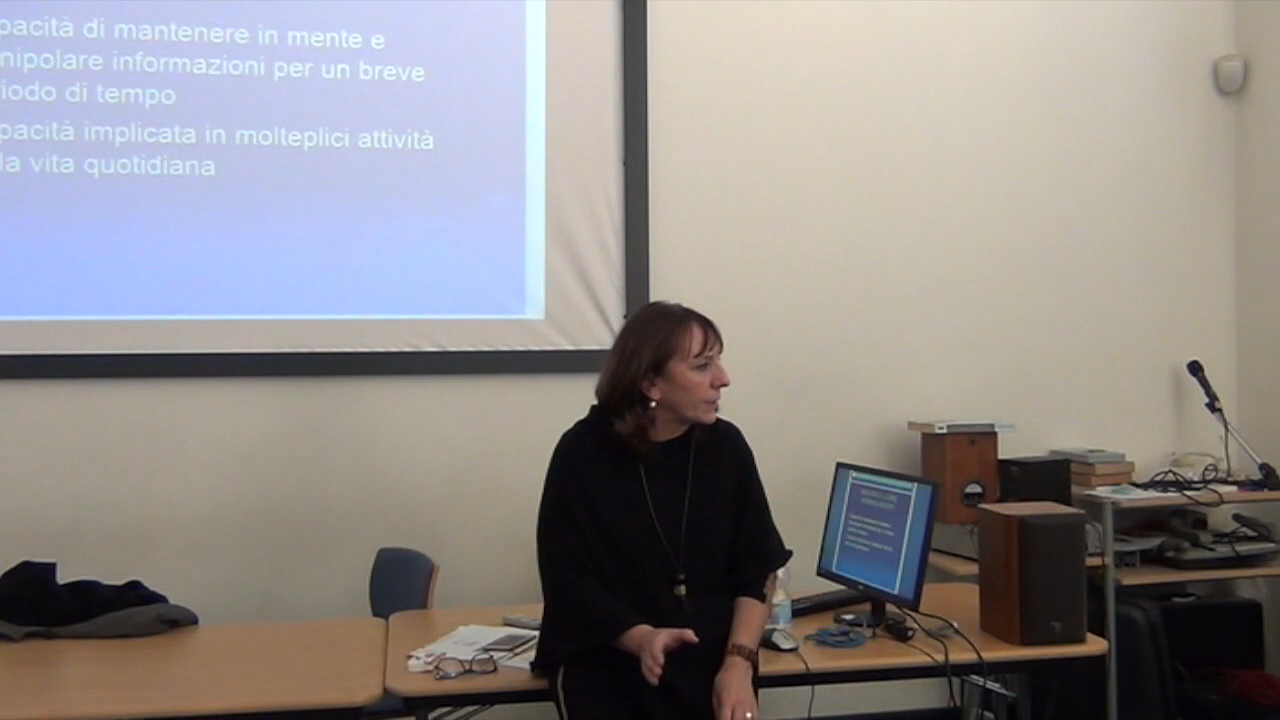 pacità di mantenere in mente e
nipolare informazioni per un breve
iodo di tempo
pacità implicata in molteplici attività
la vita quotidiana